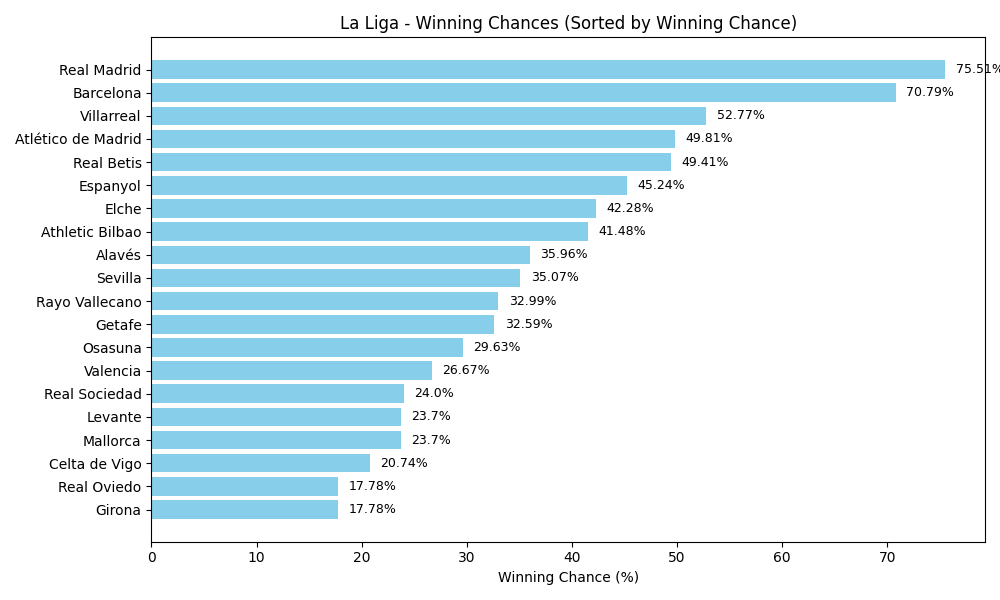 La Liga - Winning Chances (Sorted by Winning Chance)
Real Madrid 75.51%
Barcelona 70.79%
Villarreal 52.77%
Atlético de Madrid 49.81%
Real Betis 49.41%
Espanyol 45.24%
Elche 42.28%
Athletic Bilbao 41.48%
Alavés 35.96%
Sevilla 35.07%
Rayo Vallecano 32.99%
Getafe 32.59%
Osasuna 29.63%
Valencia 26.67%
Real Sociedad 24.0%
Levante 23.7%
Mallorca 23.7%
Celta de Vigo 20.74%
Real Oviedo 17.78%
Girona 17.78%
0 10 20 30 40 50 60 70
Winning Chance (%)